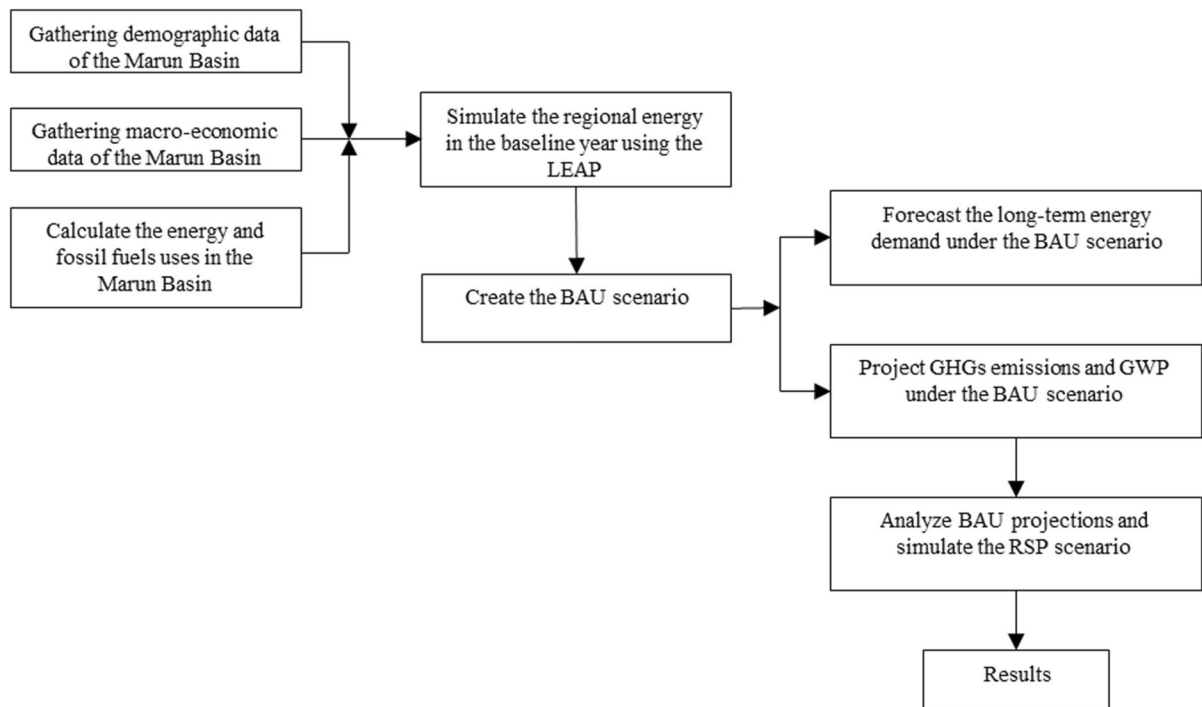 Gathering demographic data
of the Marun Basin
Gathering macro-economic
data of the Marun Basin
Calculate the energy and
fossil fuels uses in the
Marun Basin
Simulate the regional energy
in the baseline year using the
LEAP
Create the BAU scenario
Forecast the long-term energy
demand under the BAU scenario
Project GHGs emissions and GWP
under the BAU scenario
Analyze BAU projections and
simulate the RSP scenario
Results